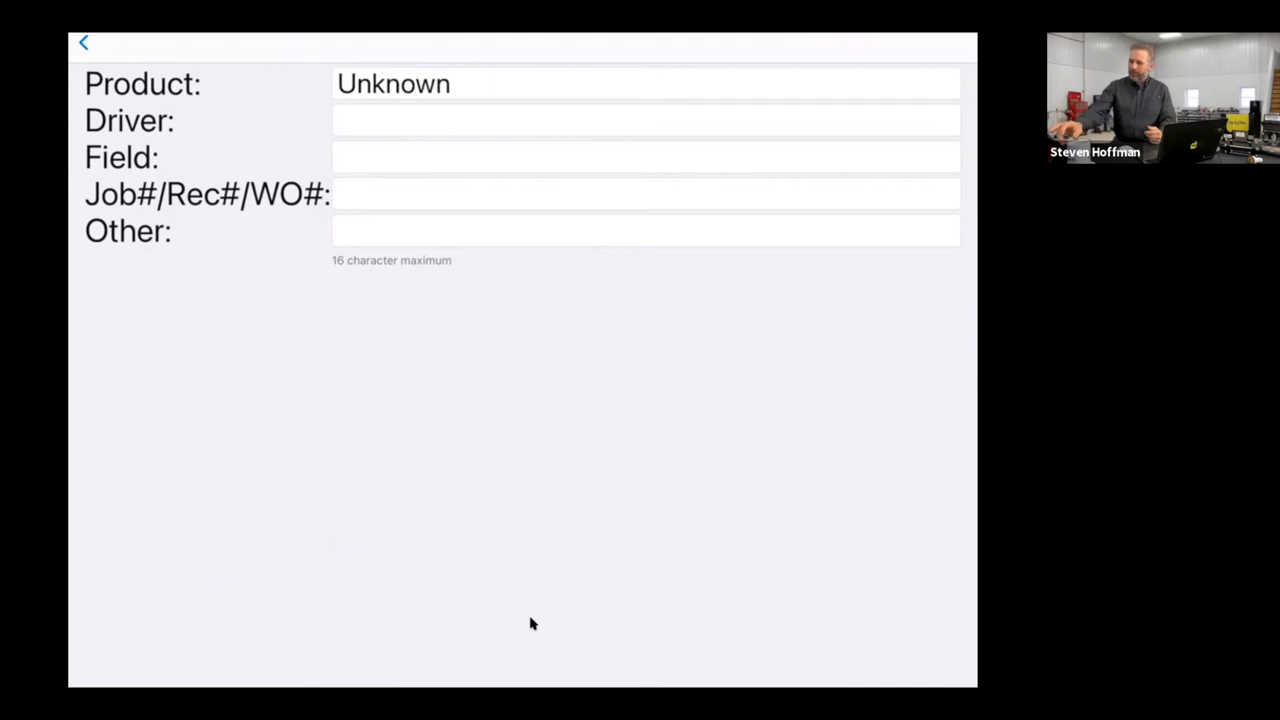 Product: Unknown
Driver:
Field:
Job#/Rec#/WO#:
Other:
16 character maximum
Steven Hoffman